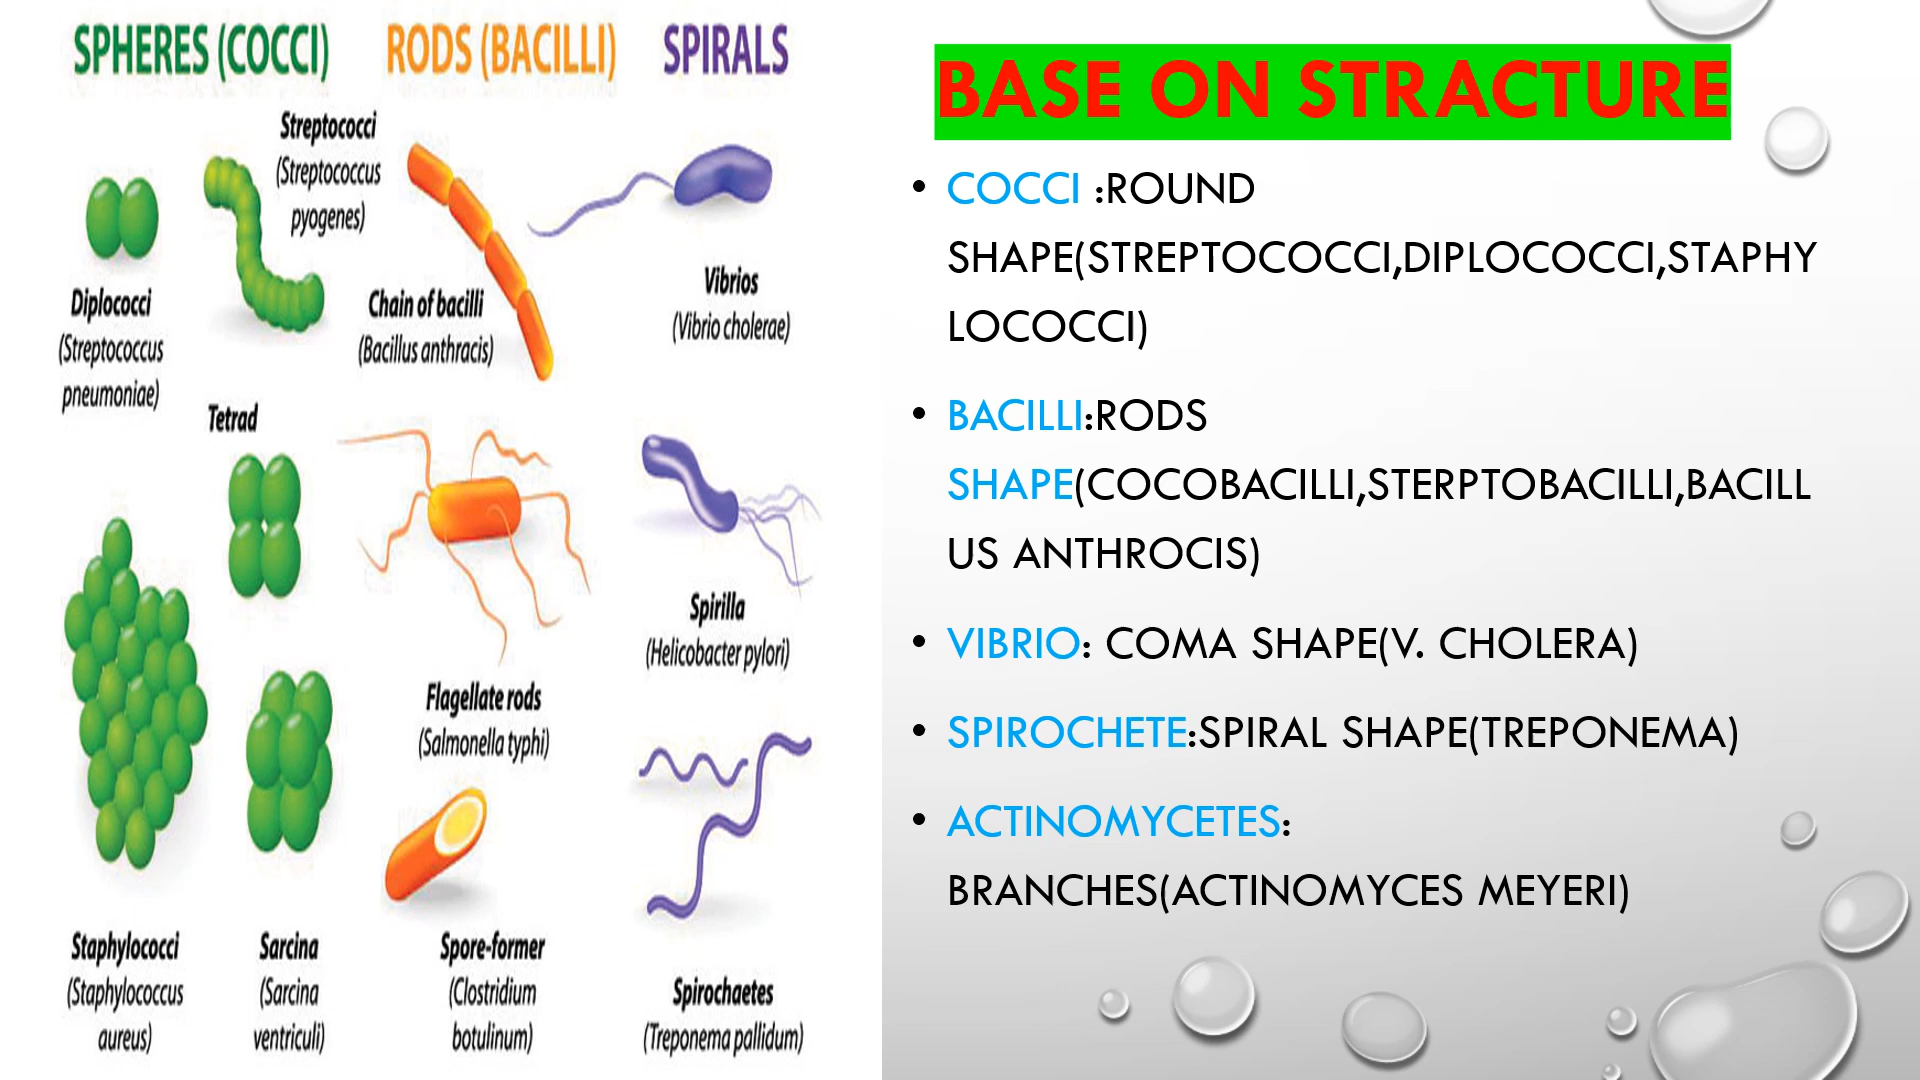 SPHERES (COCCI)
RODS (BACILLI)
SPIRALS
Streptococci
(Streptococcus
pyogenes)
Diplococci
(Streptococcus
pneumoniae)
Chain of bacilli
(Bacillus anthracis)
Vibrios
(Vibrio cholerae)
Tetrad
Flagellate rods
(Salmonella typhi)
Spirilla
(Helicobacter pylori)
Staphylococci
(Staphylococcus
aureus)
Sarcina
(Sarcina
ventriculi)
Spore-former
(Clostridium
botulinum)
Spirochaetes
(Treponema pallidum)
BASE ON STRACTURE
• COCCI :ROUND
SHAPE(STREPTOCOCCI,DIPLOCOCCI,STAPHY
LOCOCCI)
• BACILLI:RODS
SHAPE(COCOBACILLI,STERPTOBACILLI,BACILL
US ANTHROCIS)
• VIBRIO: COMA SHAPE(V. CHOLERA)
• SPIROCHETE:SPIRAL SHAPE(TREPONEMA)
• ACTINOMYCETES:
BRANCHES(ACTINOMYCES MEYERI)